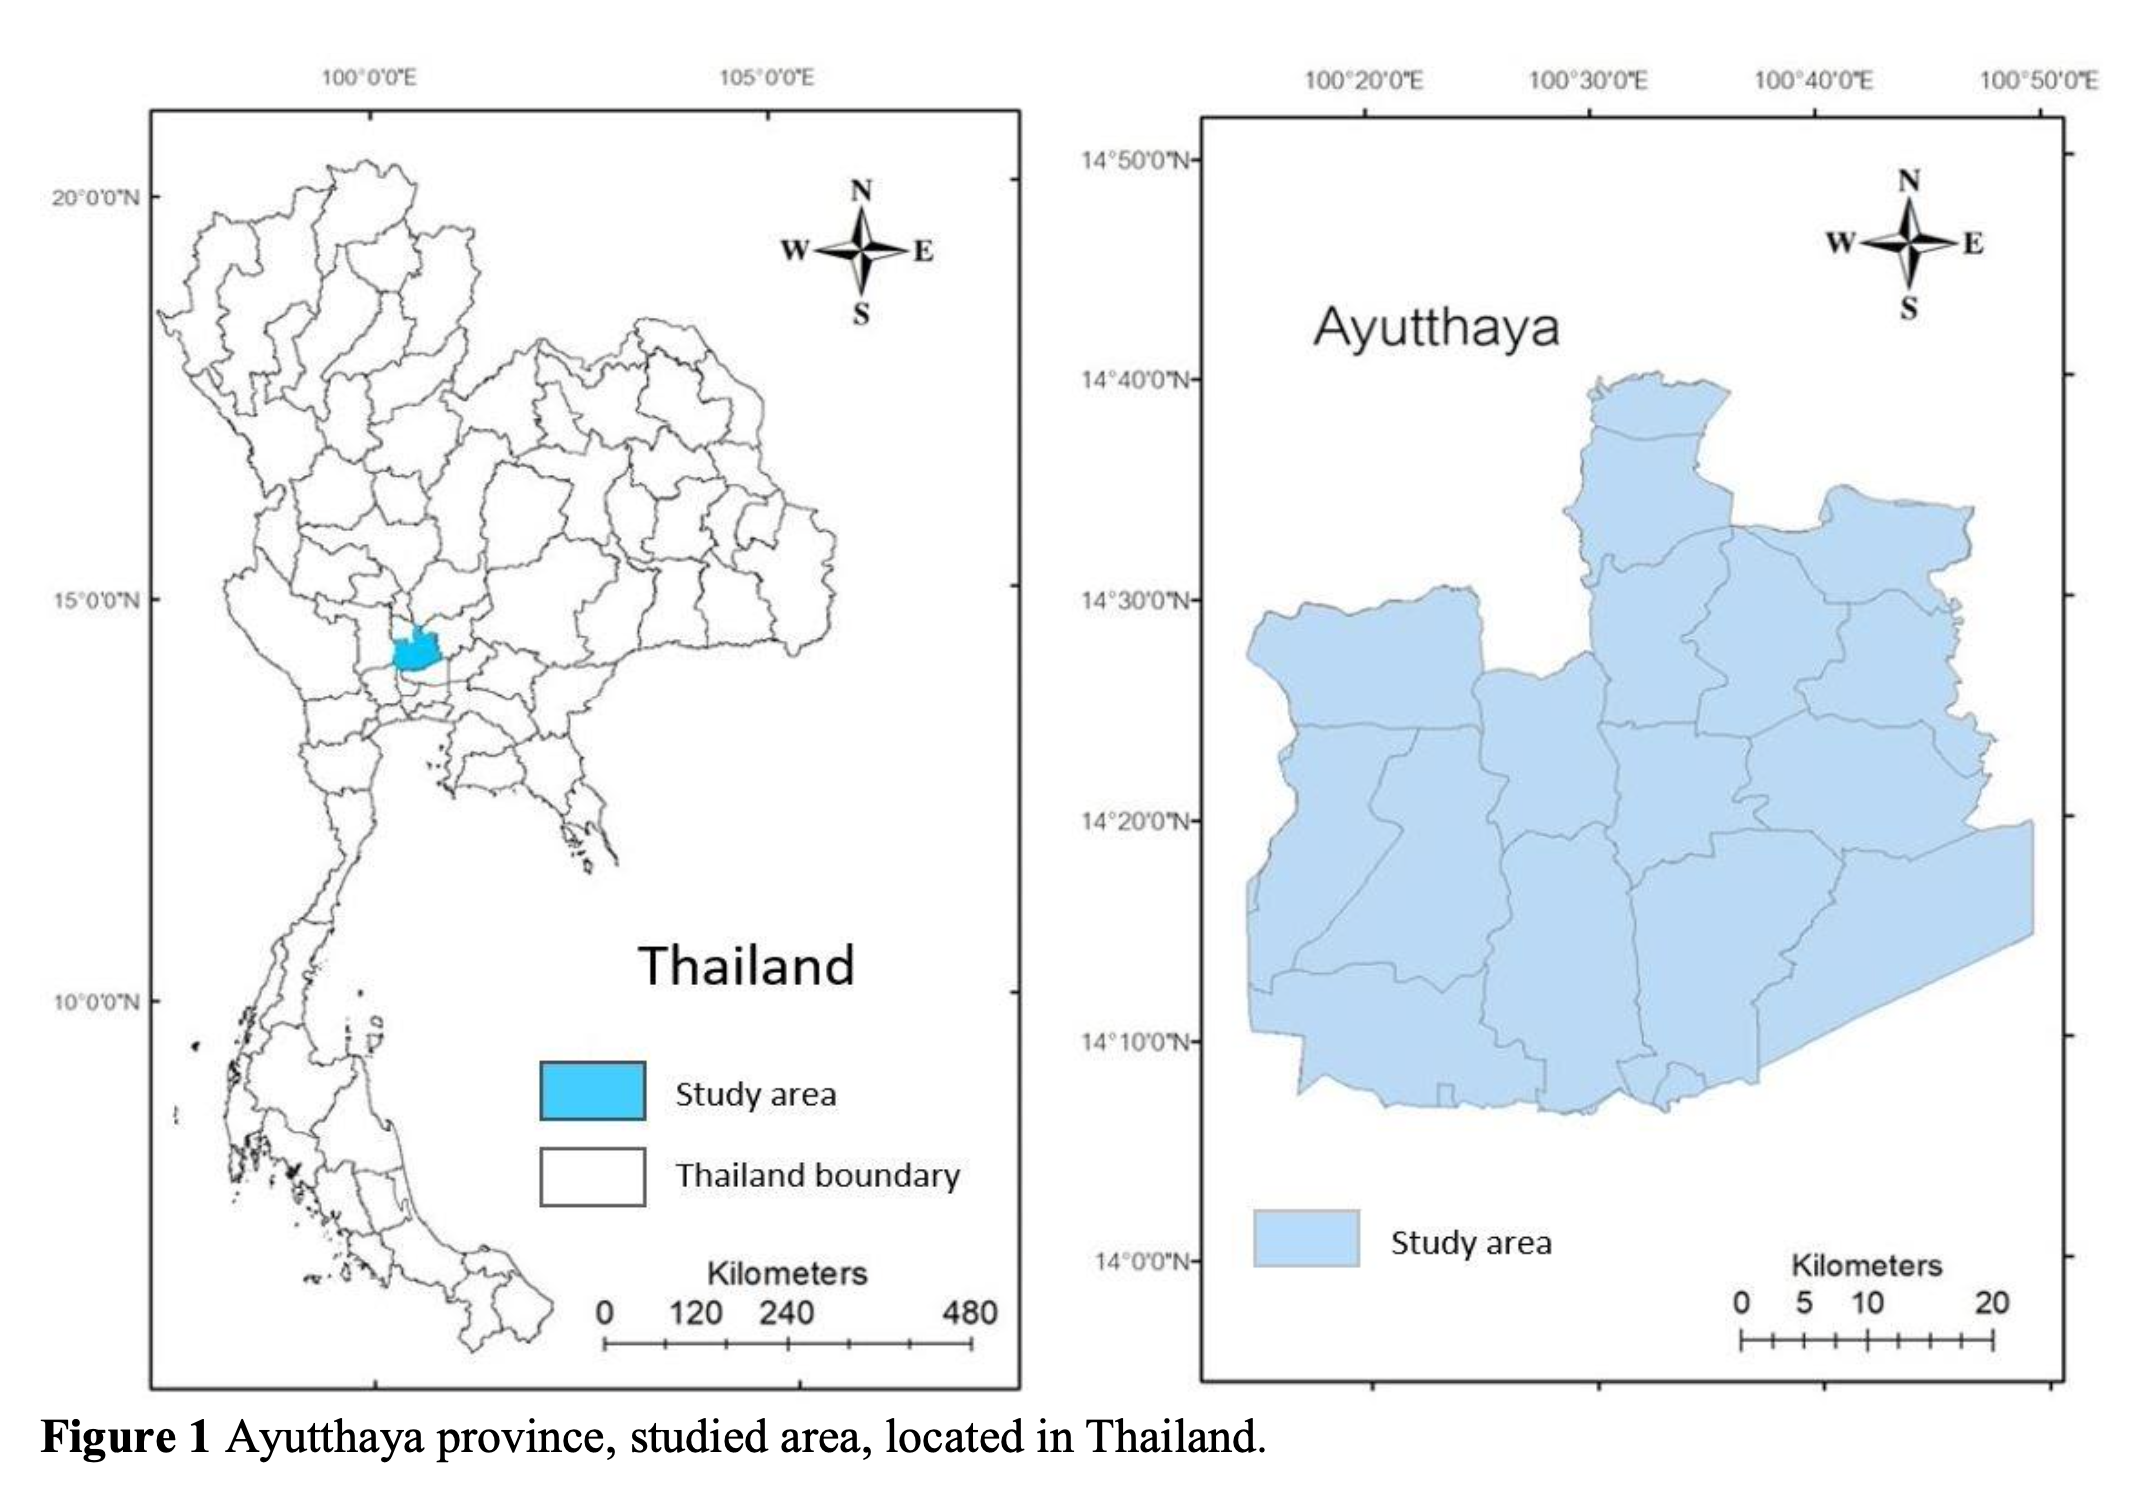 100°0'0"E 105°0'0"E
20°0'0"N
15°0'0"N
10°0'0"N
N
W E
S
Thailand
Study area
Thailand boundary
Kilometers
0 120 240 480
100°20'0"E 100°30'0"E 100°40'0"E 100°50'0"E
14°50'0"N
14°40'0"N
14°30'0"N
14°20'0"N
14°10'0"N
14°0'0"N
N
W E
S
Ayutthaya
Study area
Kilometers
0 5 10 20
Figure 1 Ayutthaya province, studied area, located in Thailand.